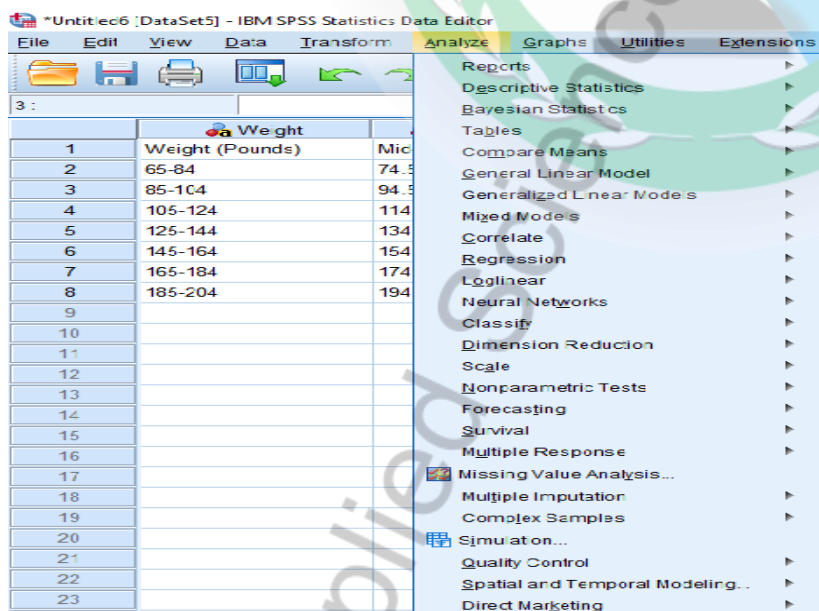 *Untitled6 [DataSet5] - IBM SPSS Statistics Data Editor
File Edit View Data Transform Analyze Graphs Utilities Extensions
3 :
Weight
1 Weight (Pounds) Mid
2 65-84 74.5
3 85-104 94.5
4 105-124 114
5 125-144 134
6 145-164 154
7 165-184 174
8 185-204 194
9
10
11
12
13
14
15
16
17
18
19
20
21
22
23
Reports
Descriptive Statistics
Bayesian Statistics
Tables
Compare Means
General Linear Model
Generalized Linear Models
Mixed Models
Correlate
Regression
Loglinear
Neural Networks
Classify
Dimension Reduction
Scale
Nonparametric Tests
Forecasting
Survival
Multiple Response
Missing Value Analysis...
Multiple Imputation
Complex Samples
Simulation...
Quality Control
Spatial and Temporal Modeling...
Direct Marketing